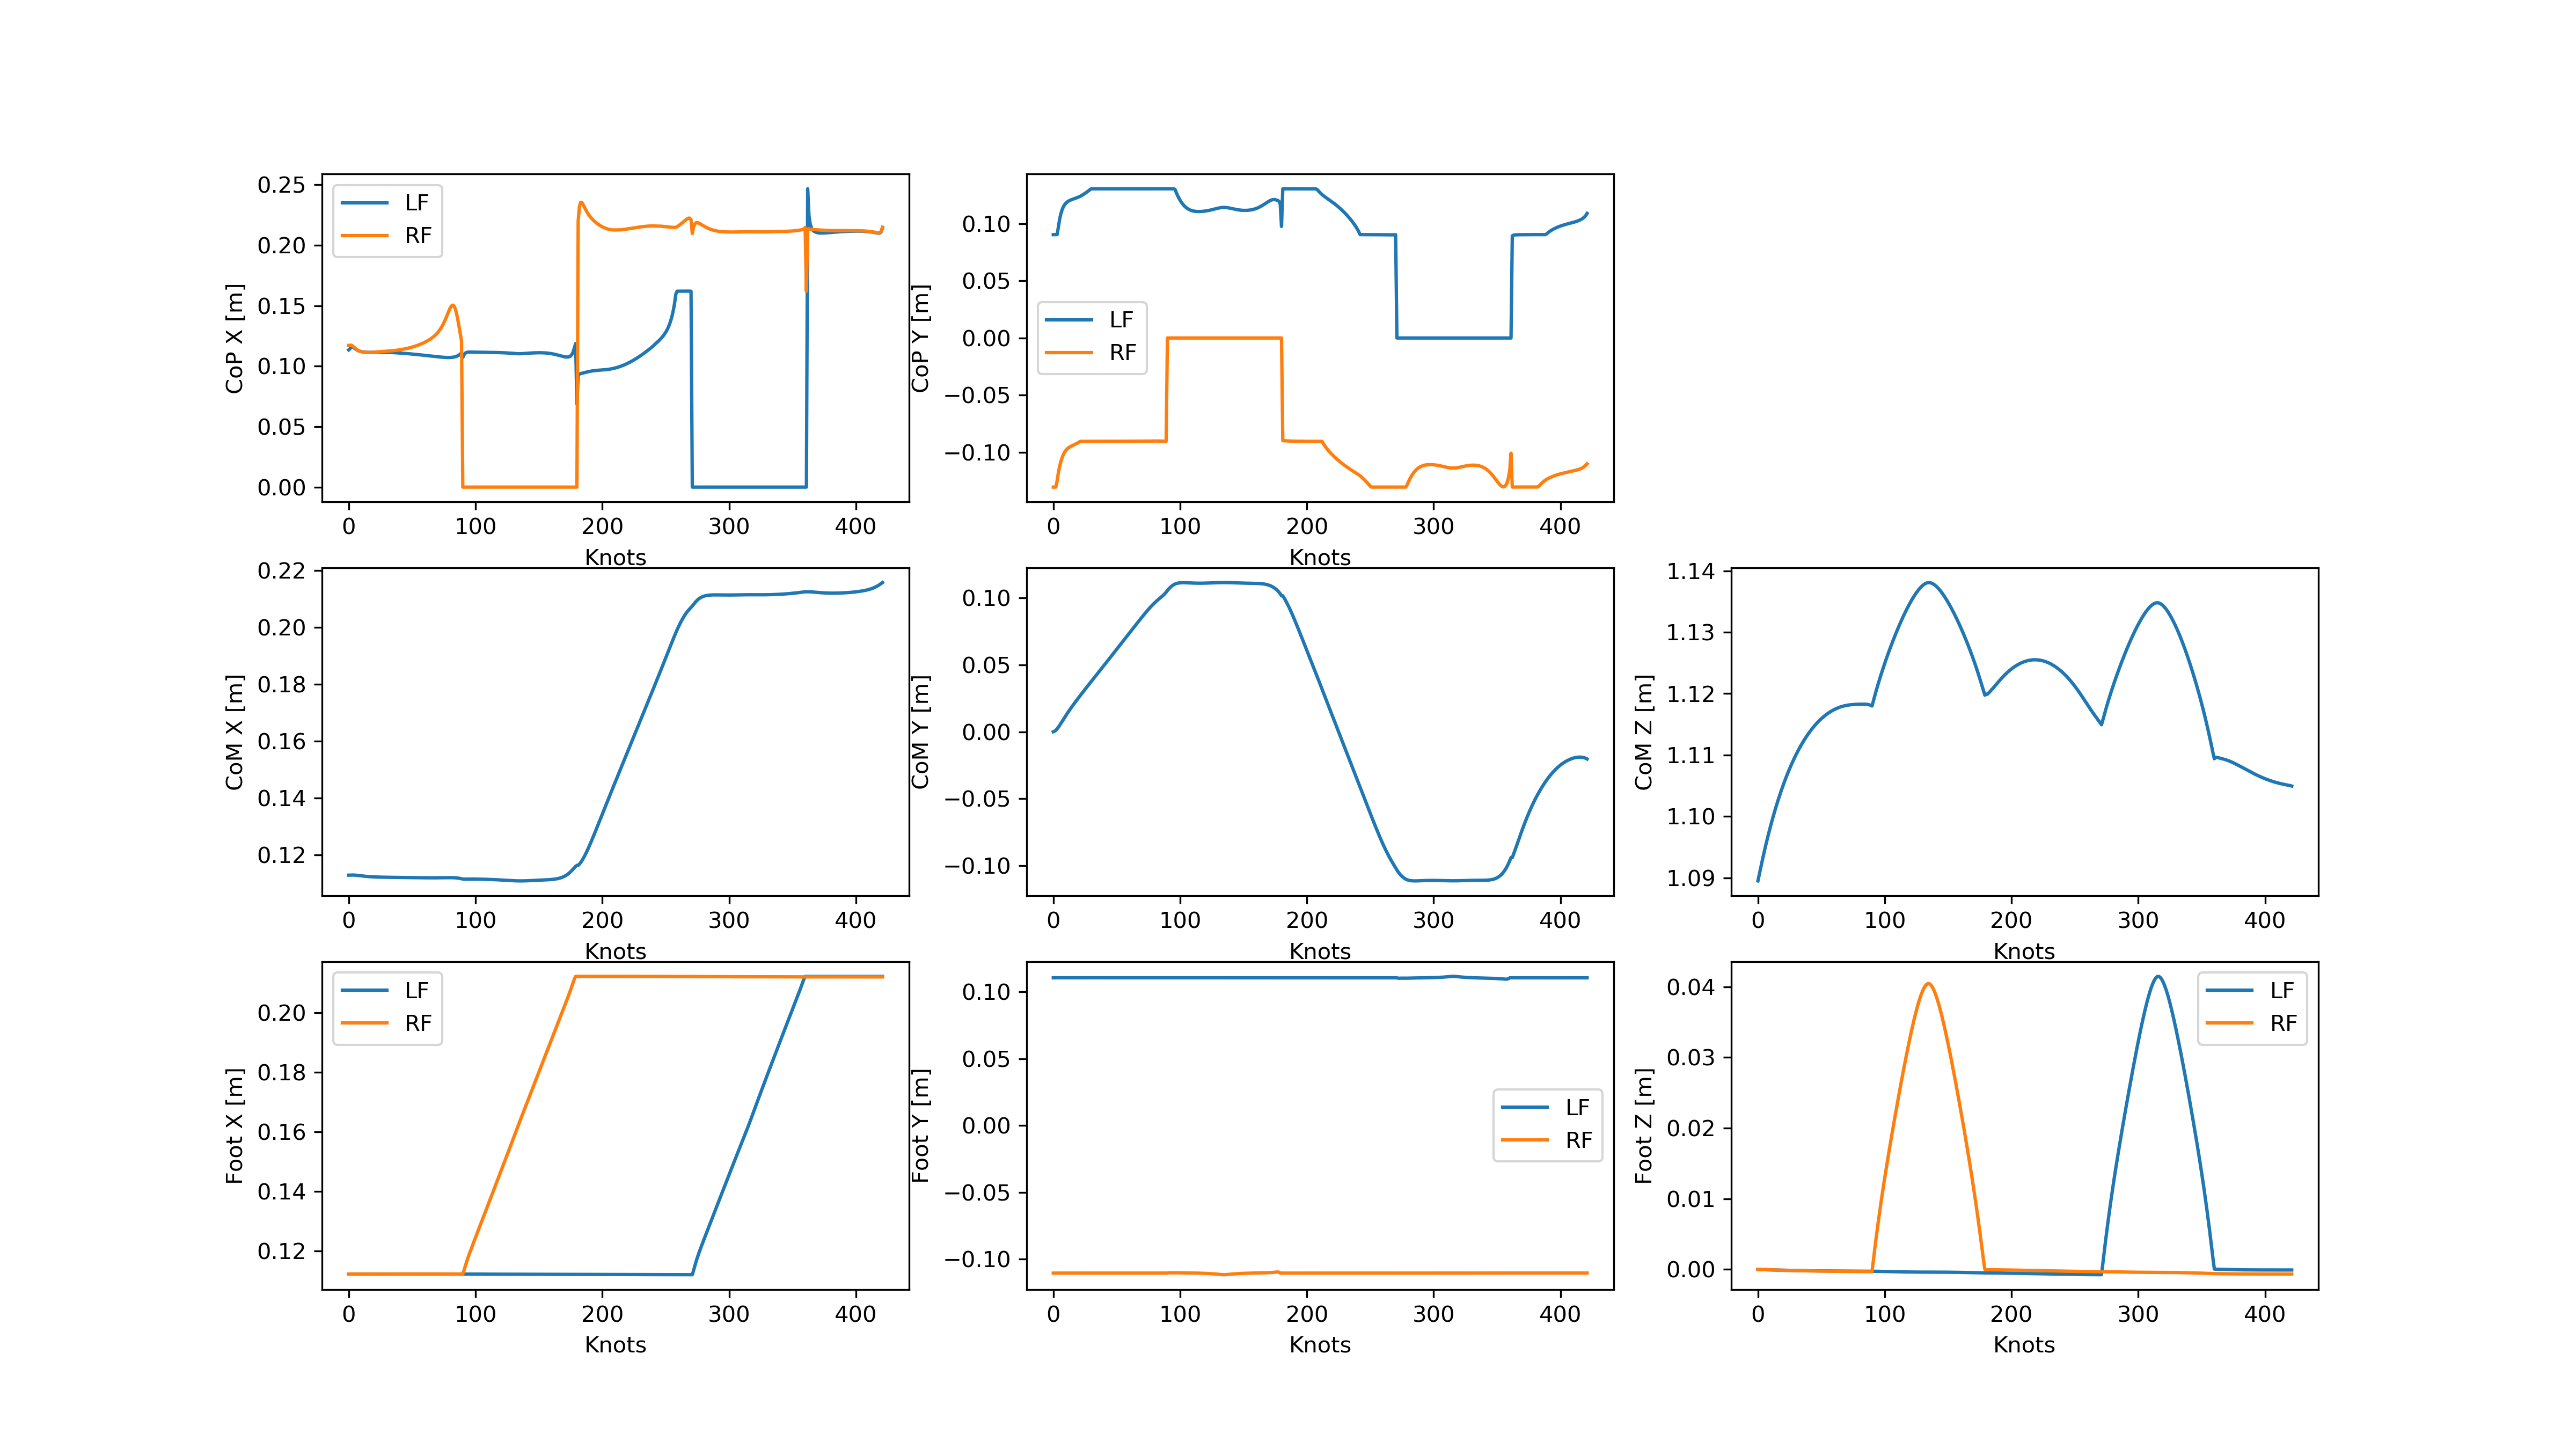 CoP X [m]
0.25
0.20
0.15
0.10
0.05
0.00
LF
RF
0 100 200 300 400
Knots
CoP Y [m]
0.10
0.05
0.00
−0.05
−0.10
LF
RF
0 100 200 300 400
Knots
CoM X [m]
0.22
0.20
0.18
0.16
0.14
0.12
0 100 200 300 400
Knots
CoM Y [m]
0.10
0.05
0.00
−0.05
−0.10
0 100 200 300 400
Knots
CoM Z [m]
1.14
1.13
1.12
1.11
1.10
1.09
0 100 200 300 400
Knots
Foot X [m]
0.20
0.18
0.16
0.14
0.12
LF
RF
0 100 200 300 400
Knots
Foot Y [m]
0.10
0.05
0.00
−0.05
−0.10
LF
RF
0 100 200 300 400
Knots
Foot Z [m]
0.04
0.03
0.02
0.01
0.00
LF
RF
0 100 200 300 400
Knots